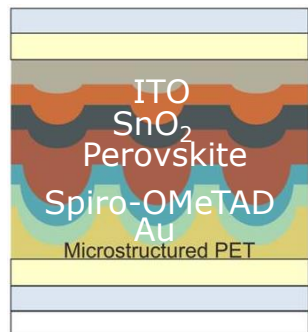 ITO
SnO₂
Perovskite
Spiro-OMeTAD
Au
Microstructured PET